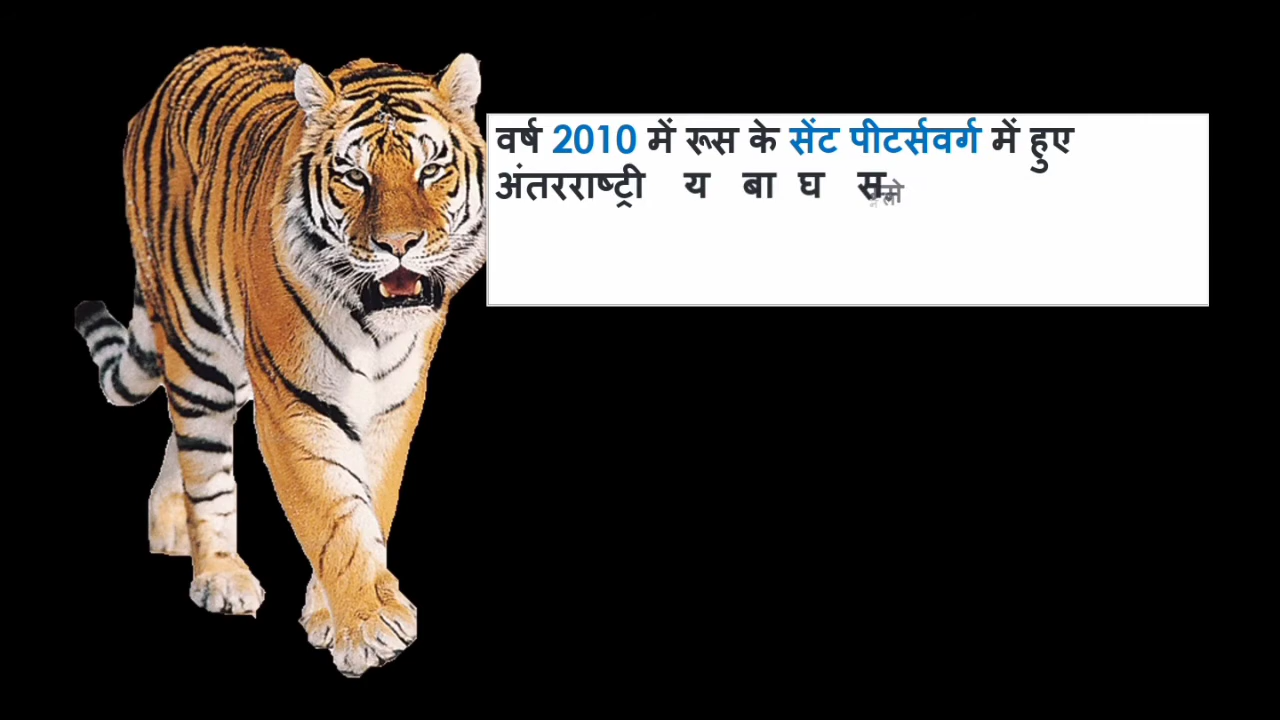 वर्ष 2010 में रूस के सेंट पीटर्सवर्ग में हुए
अंतरराष्ट्रीय बाघ